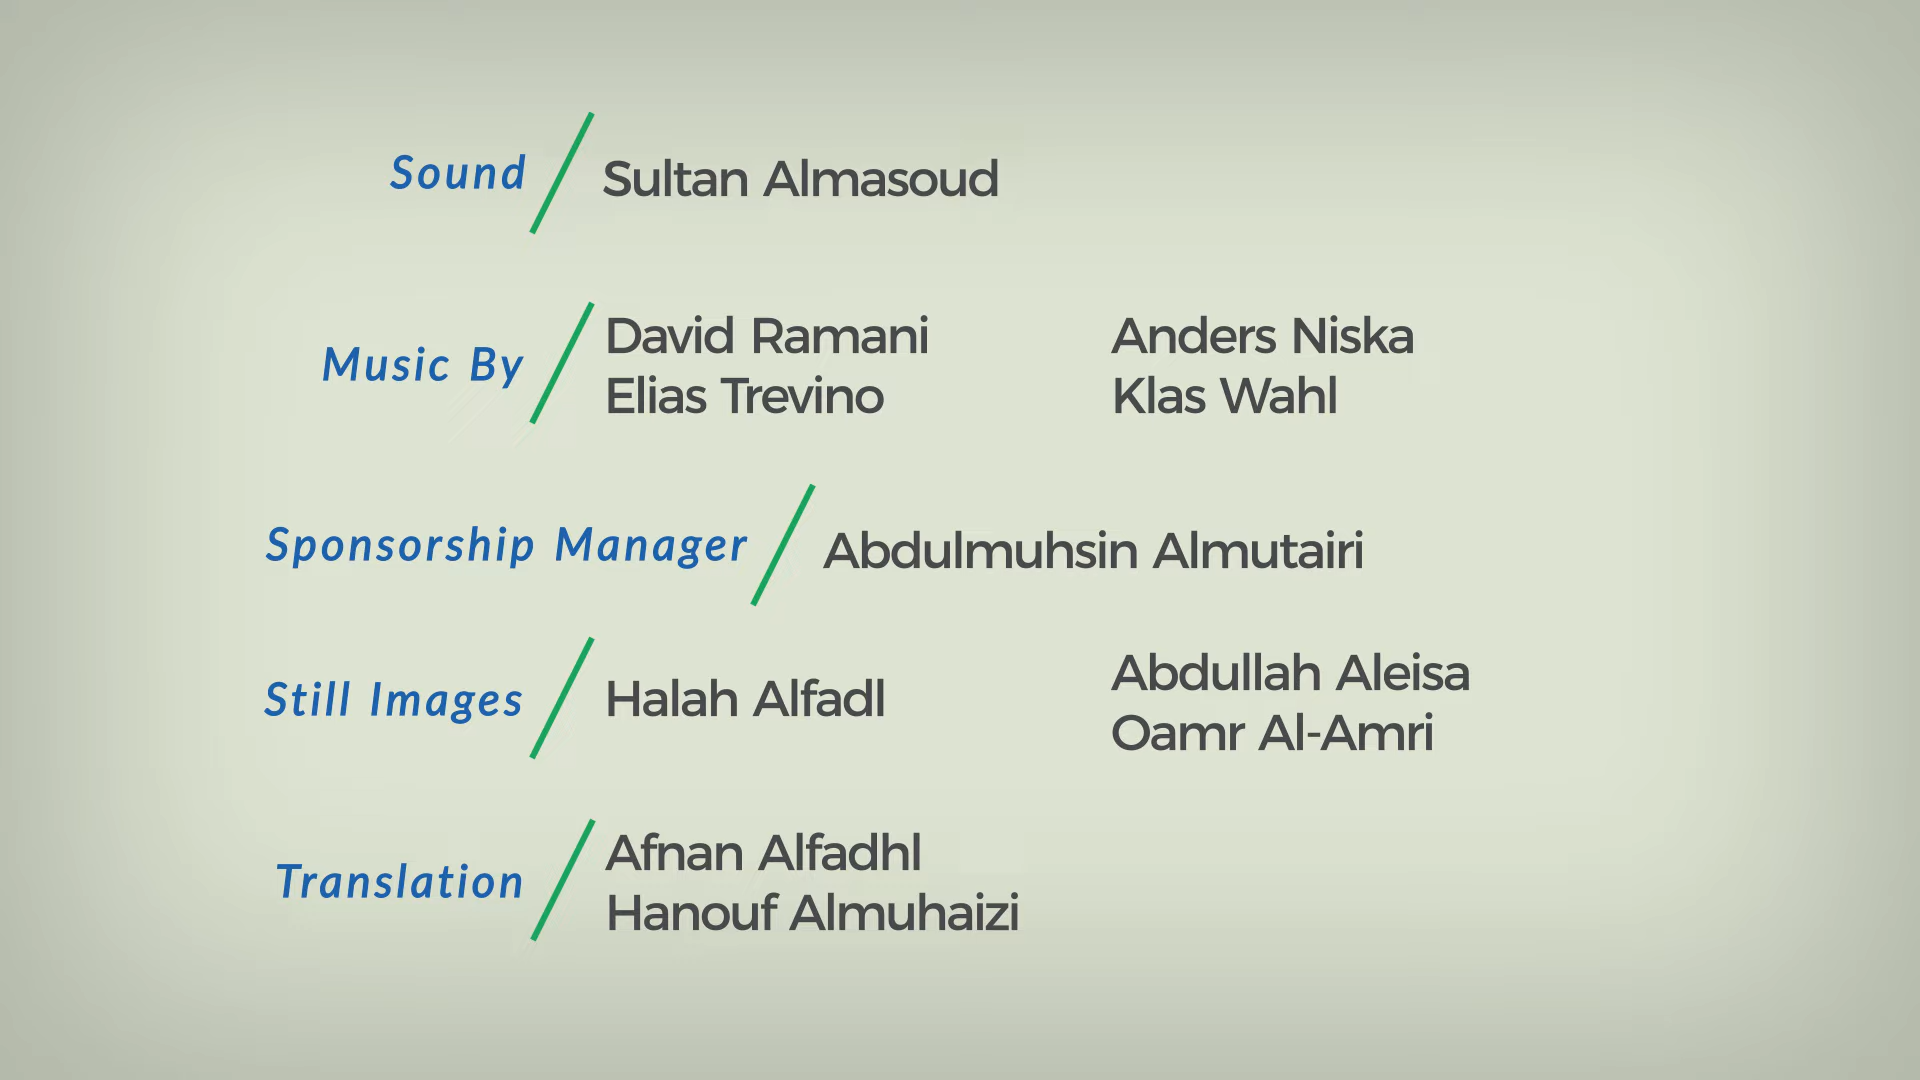 Sound
Sultan Almasoud
Music By
David Ramani
Elias Trevino
Anders Niska
Klas Wahl
Sponsorship Manager
Abdulmuhsin Almutairi
Still Images
Halah Alfadl
Abdullah Aleisa
Oamr Al-Amri
Translation
Afnan Alfadhl
Hanouf Almuhaizi